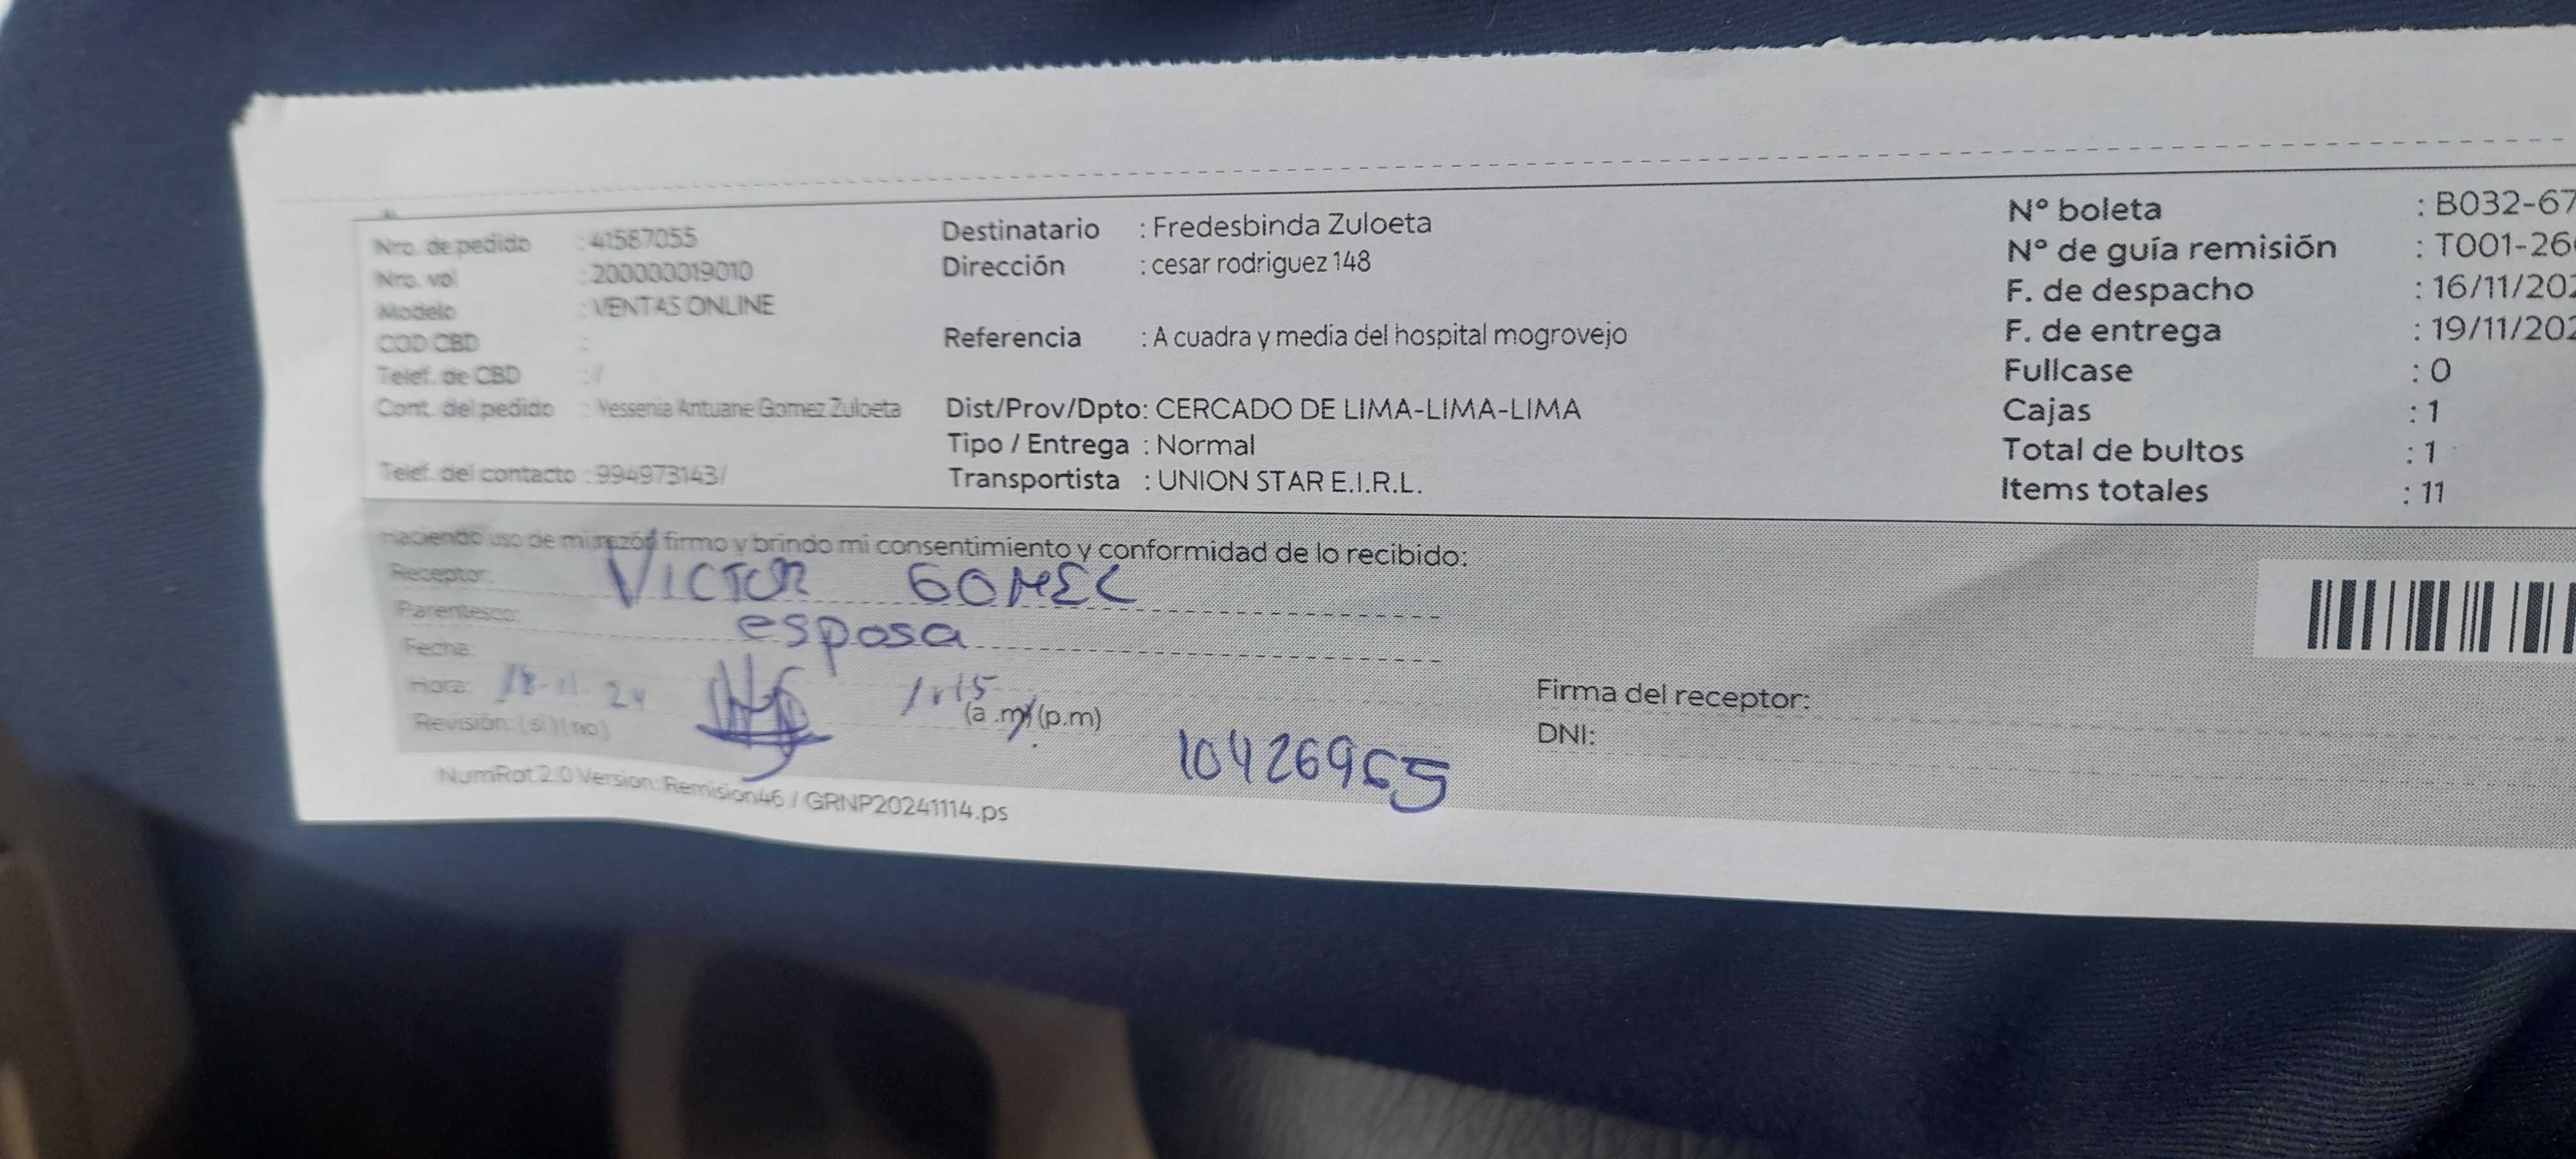 Nro. de pedido : 41587055
Nro. vol : 200000019010
Modelo : VENTAS ONLINE
COD CBD :
Telef. de CBD : /
Cont. del pedido : Yessenia Antuane Gomez Zuloeta
Telef. del contacto : 994973143/
Destinatario : Fredesbinda Zuloeta
Dirección : cesar rodriguez 148
Referencia : A cuadra y media del hospital mogrovejo
Dist/Prov/Dpto: CERCADO DE LIMA-LIMA-LIMA
Tipo / Entrega : Normal
Transportista : UNION STAR E.I.R.L.
N° boleta : B032-67
N° de guía remisión : T001-26
F. de despacho : 16/11/202
F. de entrega : 19/11/202
Fullcase : 0
Cajas : 1
Total de bultos : 1
Items totales : 11
Haciendo uso de mi razón firmo y brindo mi consentimiento y conformidad de lo recibido:
Receptor: VICTOR GOMEZ
Parentesco: esposa
Fecha:
Hora: 18-11-24 1:15 (a.m)/(p.m)
Revisión: (si) (no)
10426965
Firma del receptor:
DNI:
NumRot 2.0 Version: Remision46 / GRNP20241114.ps